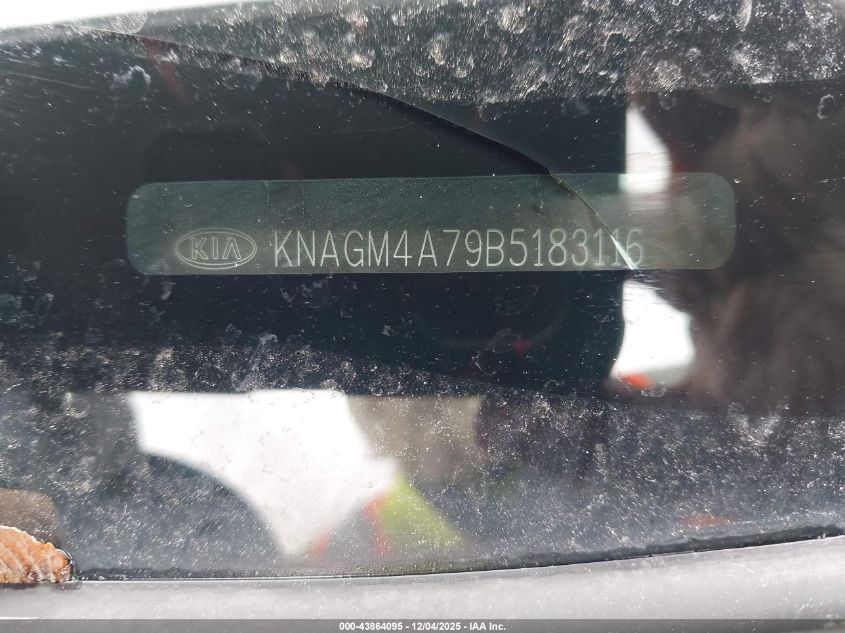 KIA KNAGM4A79B5183116
000-43864095 - 12/04/2025 - IAA Inc.